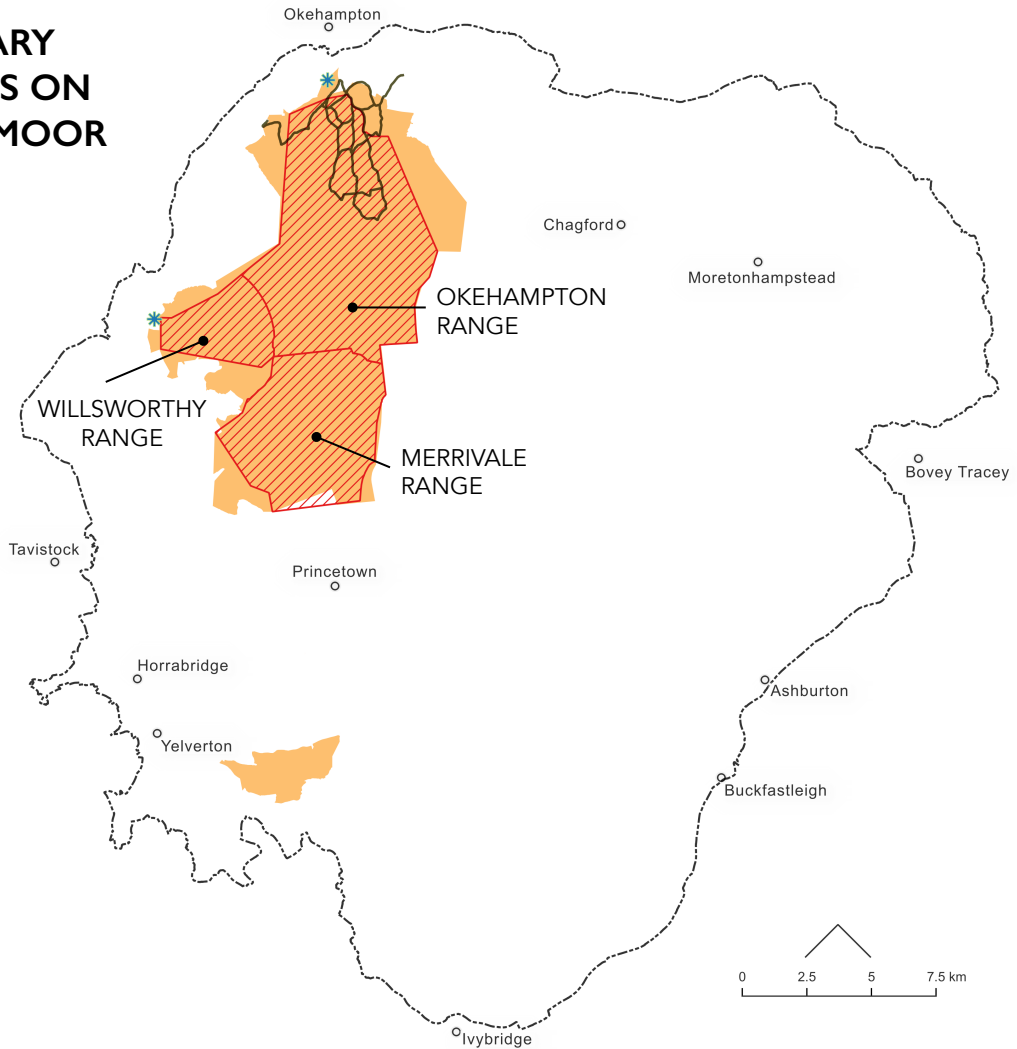 ARY
S ON
MOOR
Okehampton
Chagford
Moretonhampstead
OKEHAMPTON
RANGE
WILLSWORTHY
RANGE
MERRIVALE
RANGE
Bovey Tracey
Tavistock
Princetown
Horrabridge
Ashburton
Yelverton
Buckfastleigh
0 2.5 5 7.5 km
Ivybridge